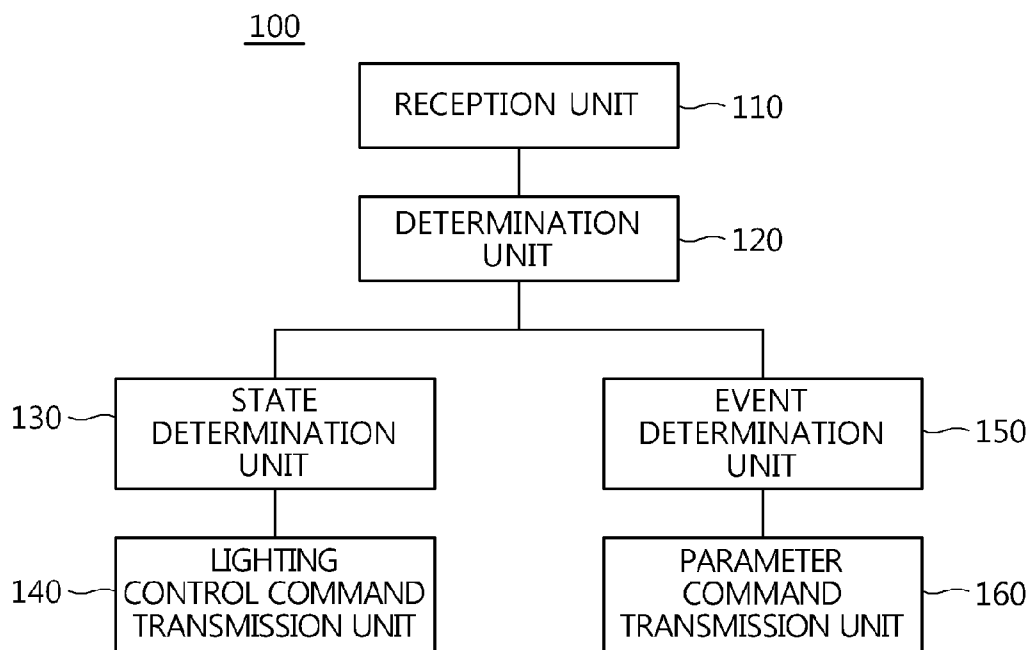 100
RECEPTION UNIT
110
DETERMINATION
UNIT
120
130
STATE
DETERMINATION
UNIT
EVENT
DETERMINATION
UNIT
150
140
LIGHTING
CONTROL COMMAND
TRANSMISSION UNIT
PARAMETER
COMMAND
TRANSMISSION UNIT
160